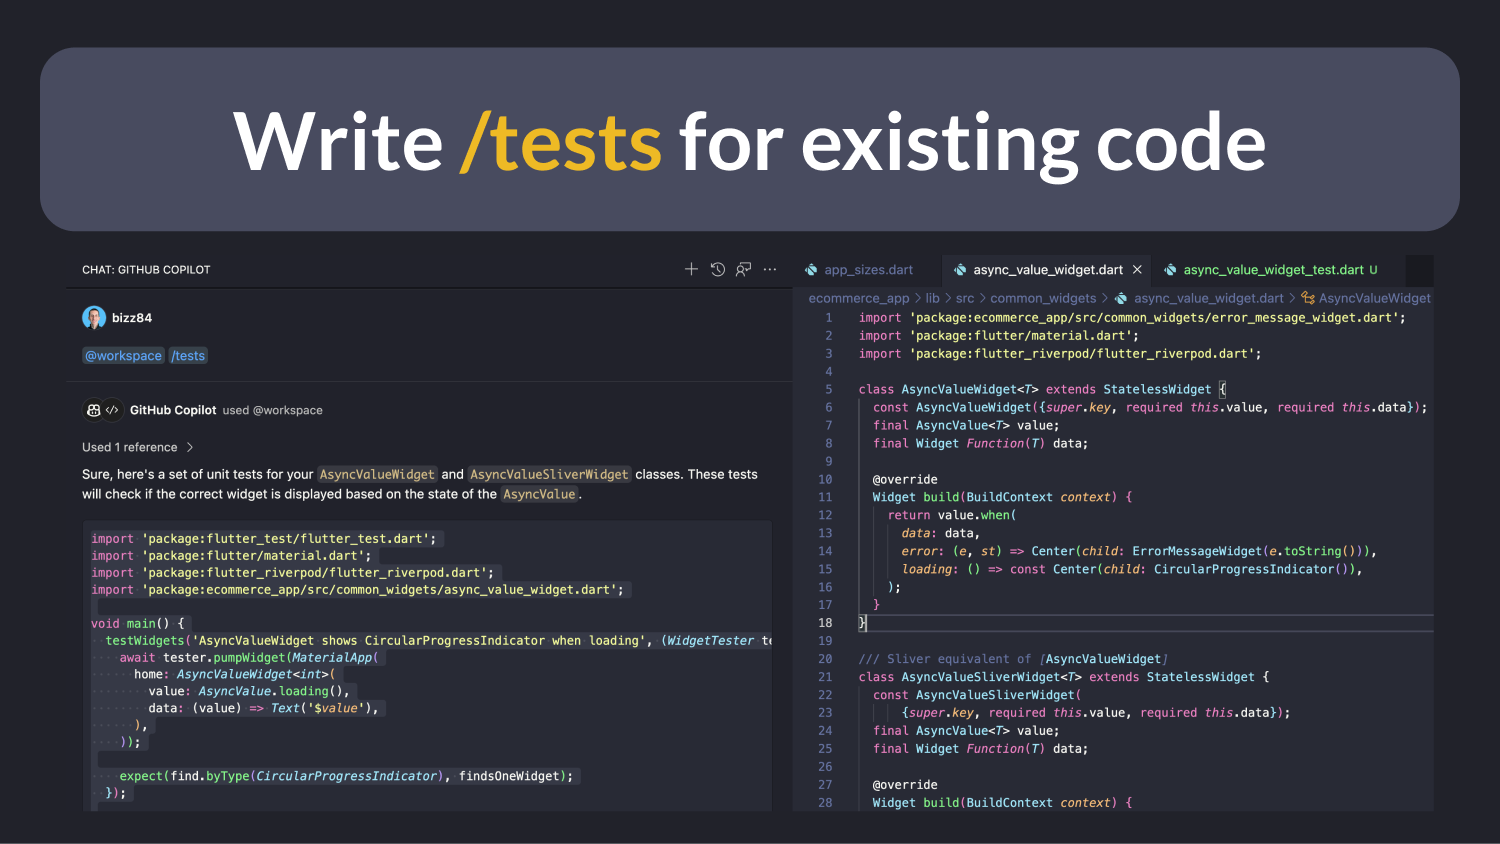 Write /tests for existing code
CHAT: GITHUB COPILOT
bizz84
@workspace /tests
GitHub Copilot used @workspace
Used 1 reference
Sure, here's a set of unit tests for your AsyncValueWidget and AsyncValueSliverWidget classes. These tests
will check if the correct widget is displayed based on the state of the AsyncValue.
import 'package:flutter_test/flutter_test.dart';
import 'package:flutter/material.dart';
import 'package:flutter_riverpod/flutter_riverpod.dart';
import 'package:ecommerce_app/src/common_widgets/async_value_widget.dart';
void main() {
testWidgets('AsyncValueWidget shows CircularProgressIndicator when loading', (WidgetTester te
await tester.pumpWidget(MaterialApp(
home: AsyncValueWidget<int>(
value: AsyncValue.loading(),
data: (value) => Text('$value'),
),
));
expect(find.byType(CircularProgressIndicator), findsOneWidget);
});
app_sizes.dart async_value_widget.dart async_value_widget_test.dart U
ecommerce_app > lib > src > common_widgets > async_value_widget.dart > AsyncValueWidget
1 import 'package:ecommerce_app/src/common_widgets/error_message_widget.dart';
2 import 'package:flutter/material.dart';
3 import 'package:flutter_riverpod/flutter_riverpod.dart';
4
5 class AsyncValueWidget<T> extends StatelessWidget {
6 const AsyncValueWidget({super.key, required this.value, required this.data});
7 final AsyncValue<T> value;
8 final Widget Function(T) data;
9
10 @override
11 Widget build(BuildContext context) {
12 return value.when(
13 data: data,
14 error: (e, st) => Center(child: ErrorMessageWidget(e.toString())),
15 loading: () => const Center(child: CircularProgressIndicator()),
16 );
17 }
18 }
19
20 /// Sliver equivalent of [AsyncValueWidget]
21 class AsyncValueSliverWidget<T> extends StatelessWidget {
22 const AsyncValueSliverWidget(
23 {super.key, required this.value, required this.data});
24 final AsyncValue<T> value;
25 final Widget Function(T) data;
26
27 @override
28 Widget build(BuildContext context) {